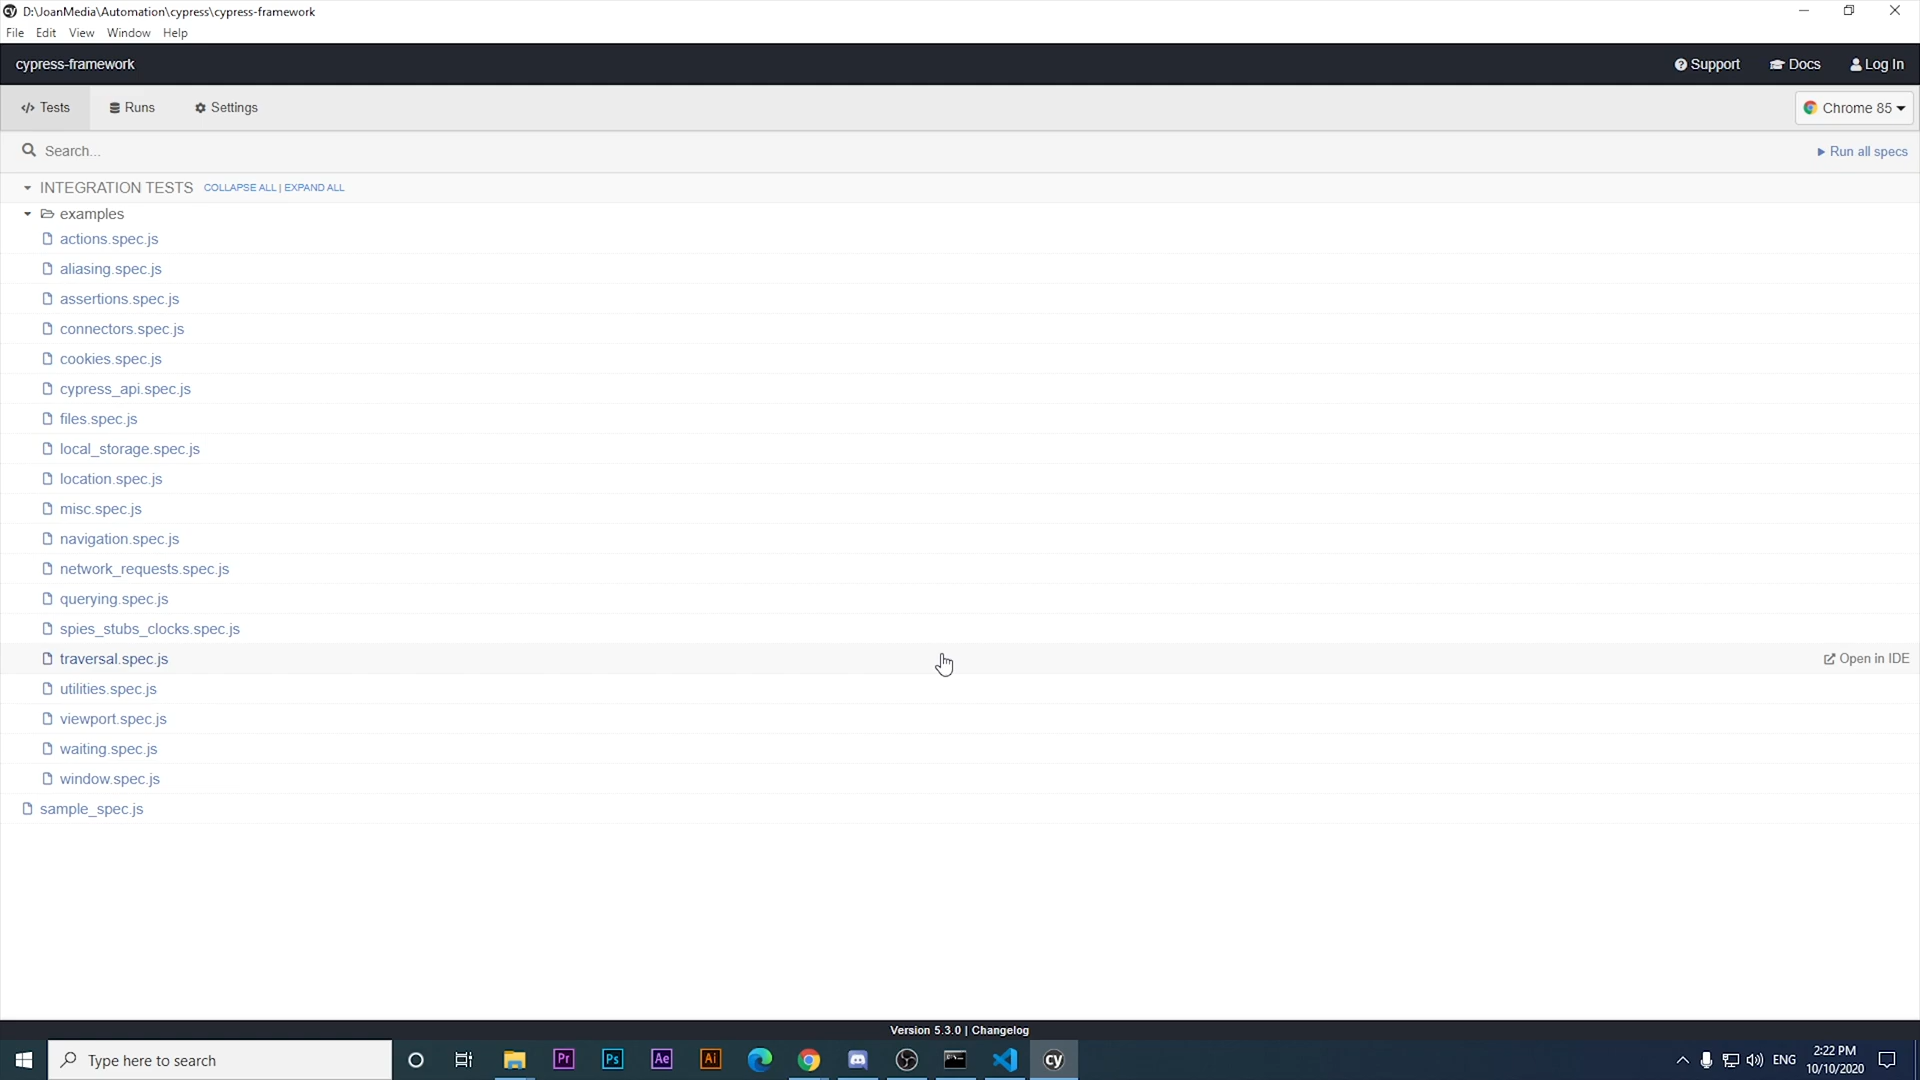 D:\JoanMedia\Automation\cypress\cypress-framework
File Edit View Window Help
cypress-framework
Support Docs Log In
Tests Runs Settings
Chrome 85
Search...
Run all specs
INTEGRATION TESTS COLLAPSE ALL | EXPAND ALL
examples
actions.spec.js
aliasing.spec.js
assertions.spec.js
connectors.spec.js
cookies.spec.js
cypress_api.spec.js
files.spec.js
local_storage.spec.js
location.spec.js
misc.spec.js
navigation.spec.js
network_requests.spec.js
querying.spec.js
spies_stubs_clocks.spec.js
traversal.spec.js Open in IDE
utilities.spec.js
viewport.spec.js
waiting.spec.js
window.spec.js
sample_spec.js
Version 5.3.0 | Changelog
Type here to search
Pr Ps Ae Ai cy
ENG
2:22 PM
10/10/2020